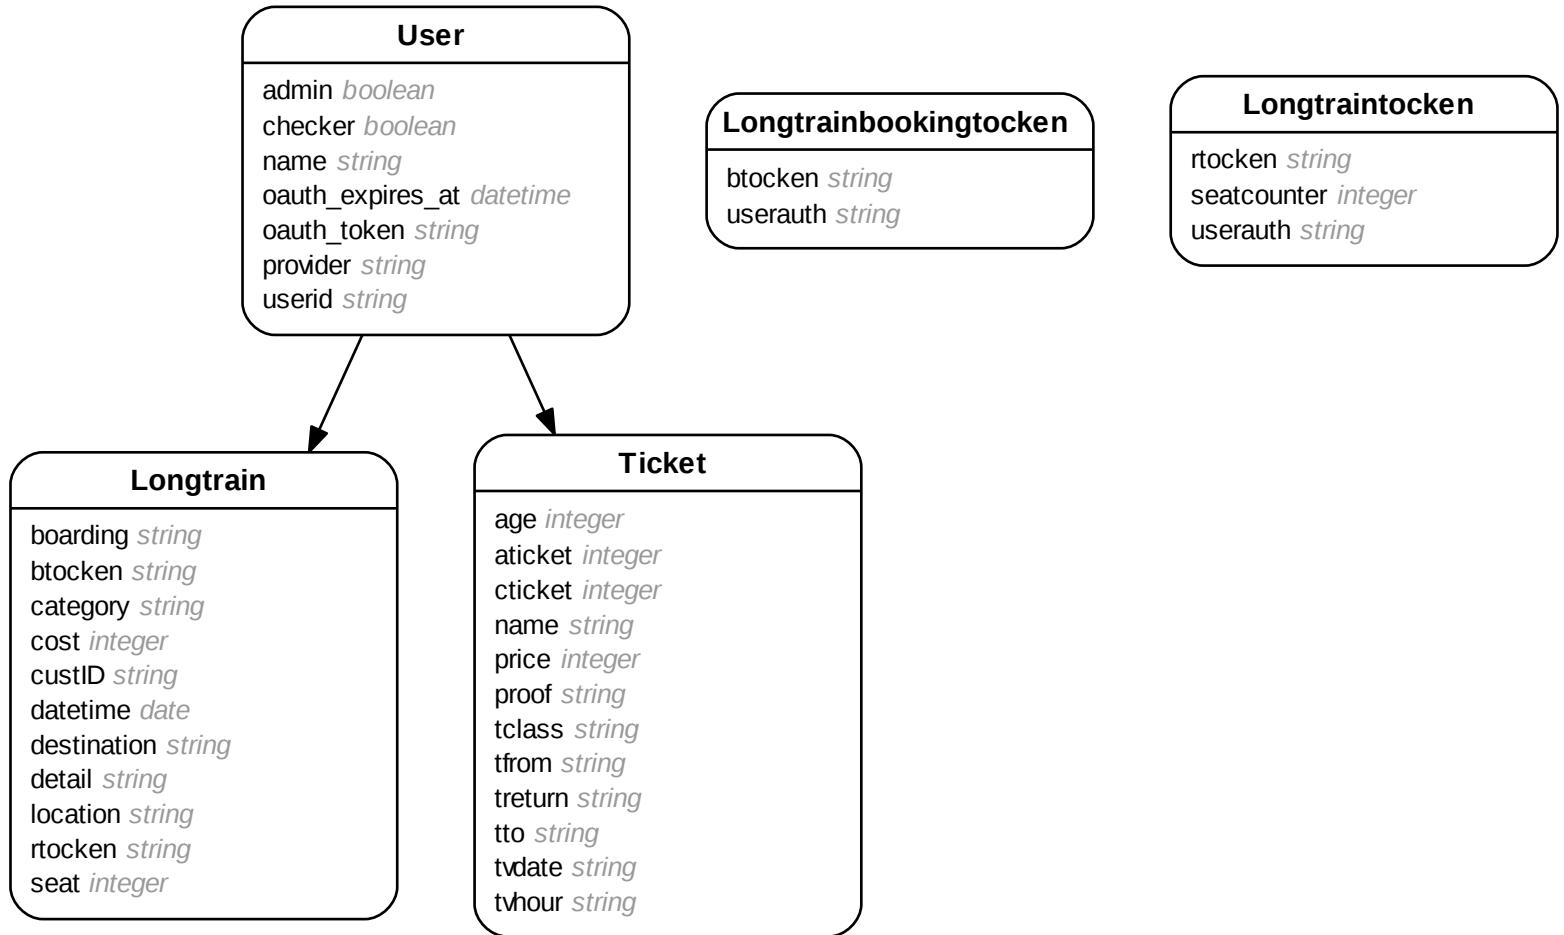 User
admin boolean
checker boolean
name string
oauth_expires_at datetime
oauth_token string
provider string
userid string
Longtrainbookingtocken
btocken string
userauth string
Longtraintocken
rtocken string
seatcounter integer
userauth string
Longtrain
boarding string
btocken string
category string
cost integer
custID string
datetime date
destination string
detail string
location string
rtocken string
seat integer
Ticket
age integer
aticket integer
cticket integer
name string
price integer
proof string
tclass string
tfrom string
treturn string
tto string
tvdate string
tvhour string